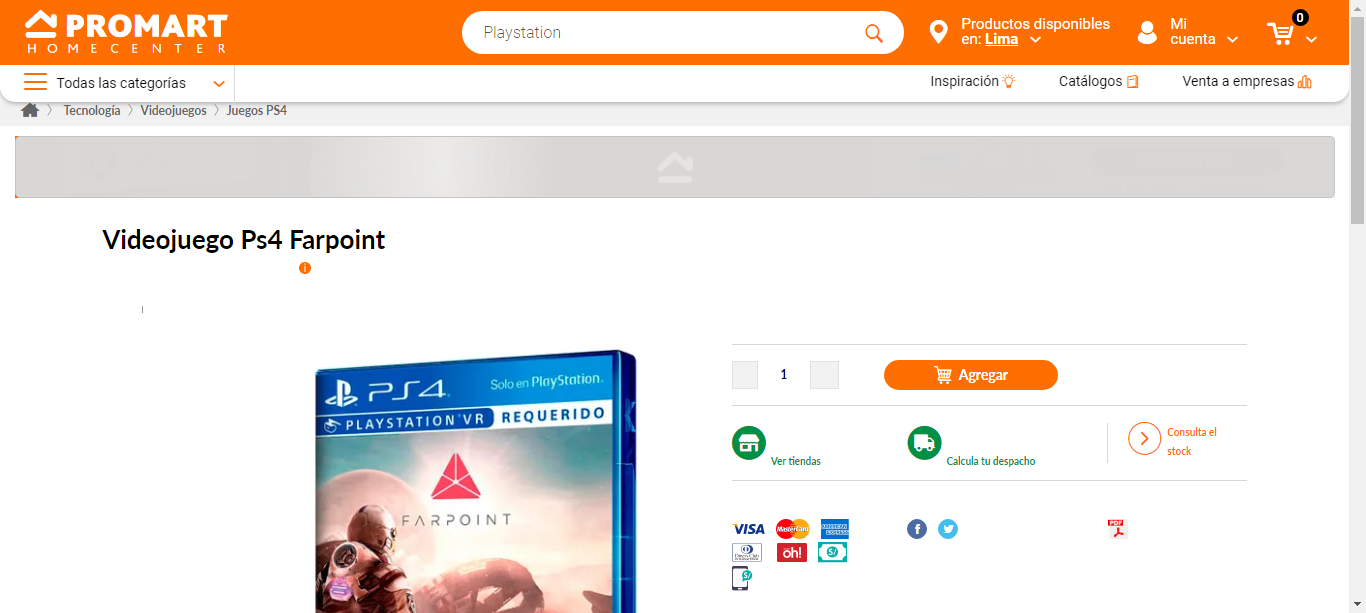 PROMART
HOMECENTER
Playstation
Productos disponibles
en: Lima
Mi
cuenta
0
Todas las categorías
Inspiración
Catálogos
Venta a empresas
Tecnología
Videojuegos
Juegos PS4
Videojuego Ps4 Farpoint
i
PS4
Solo en PlayStation.
PLAYSTATION®VR REQUERIDO
FARPOINT
1
Agregar
Ver tiendas
Calcula tu despacho
Consulta el
stock
VISA
MasterCard
AMERICAN
EXPRESS
Diners Club
oh!
S/
S/
f
PDF